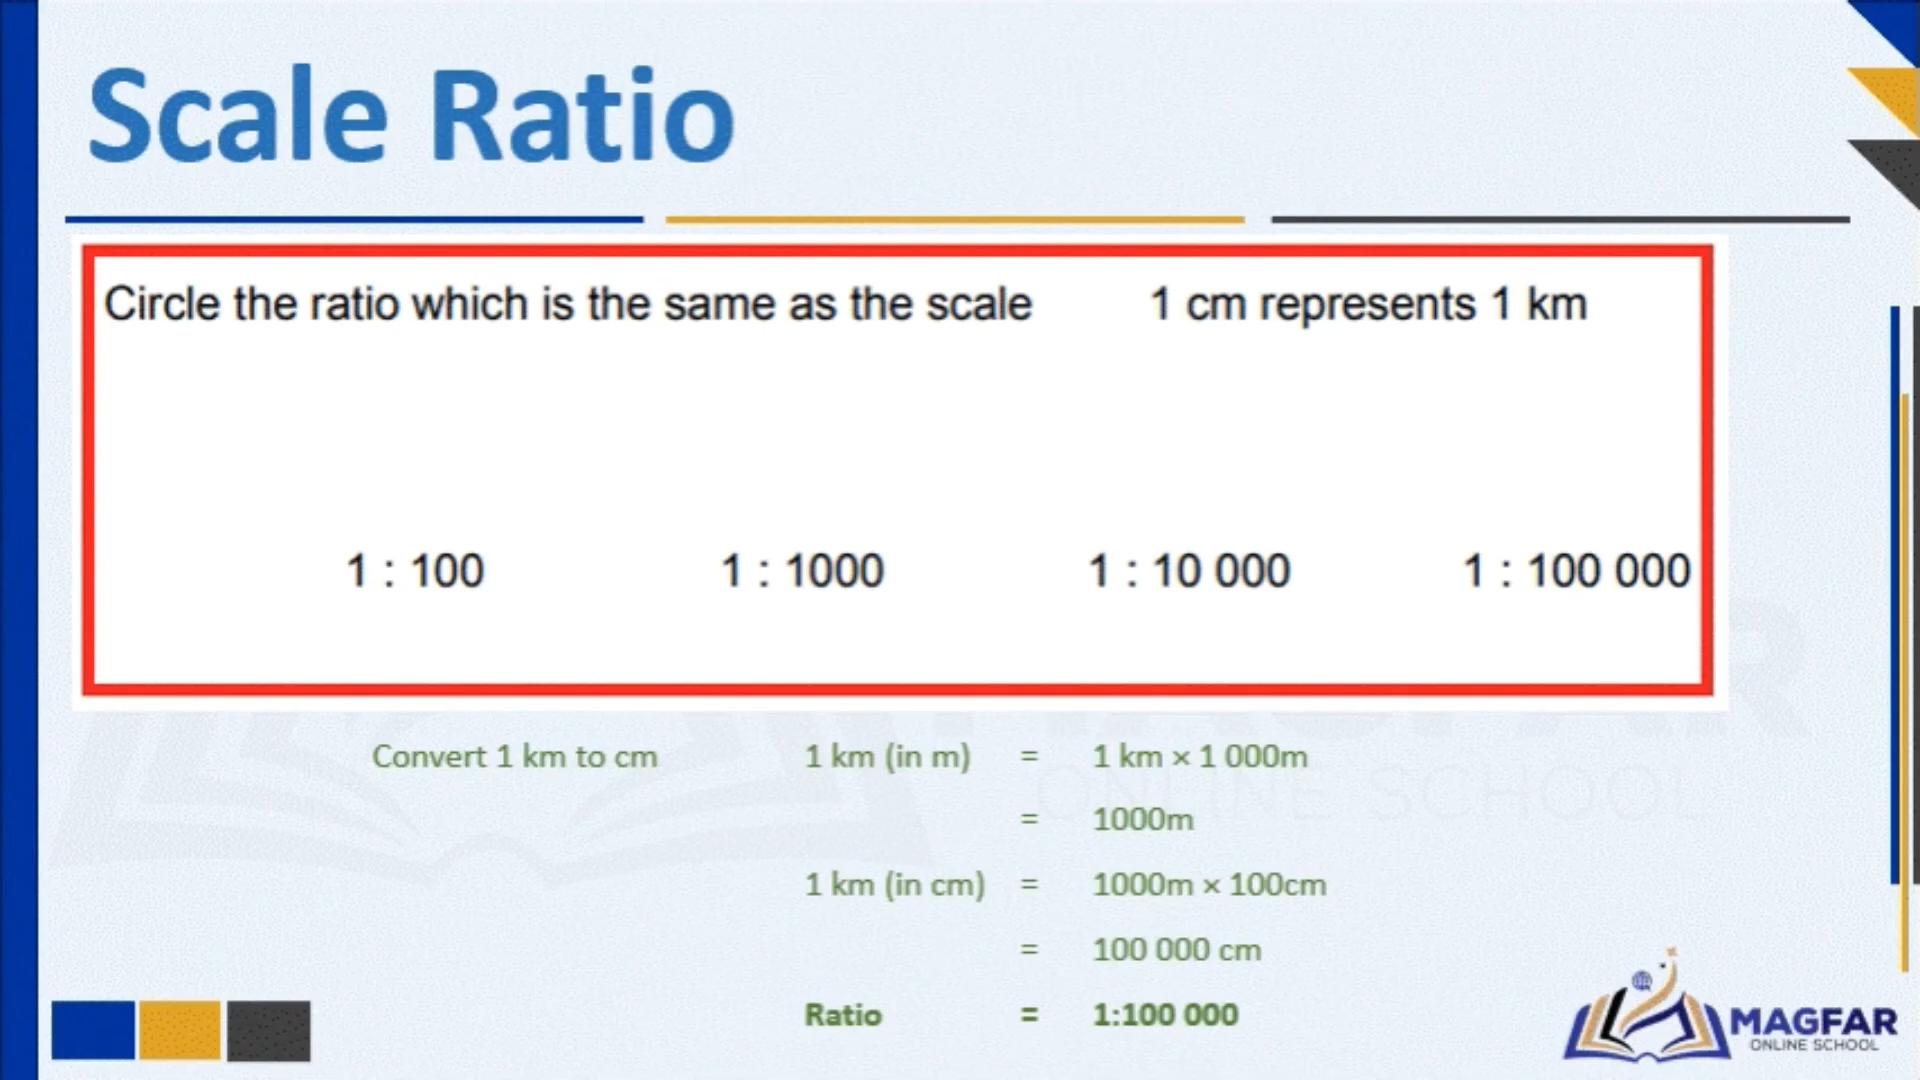 Scale Ratio
Circle the ratio which is the same as the scale 1 cm represents 1 km
1 : 100 1 : 1000 1 : 10 000 1 : 100 000
Convert 1 km to cm 1 km (in m) = 1 km × 1 000m
= 1000m
1 km (in cm) = 1000m × 100cm
= 100 000 cm
Ratio = 1:100 000
MAGFAR
ONLINE SCHOOL